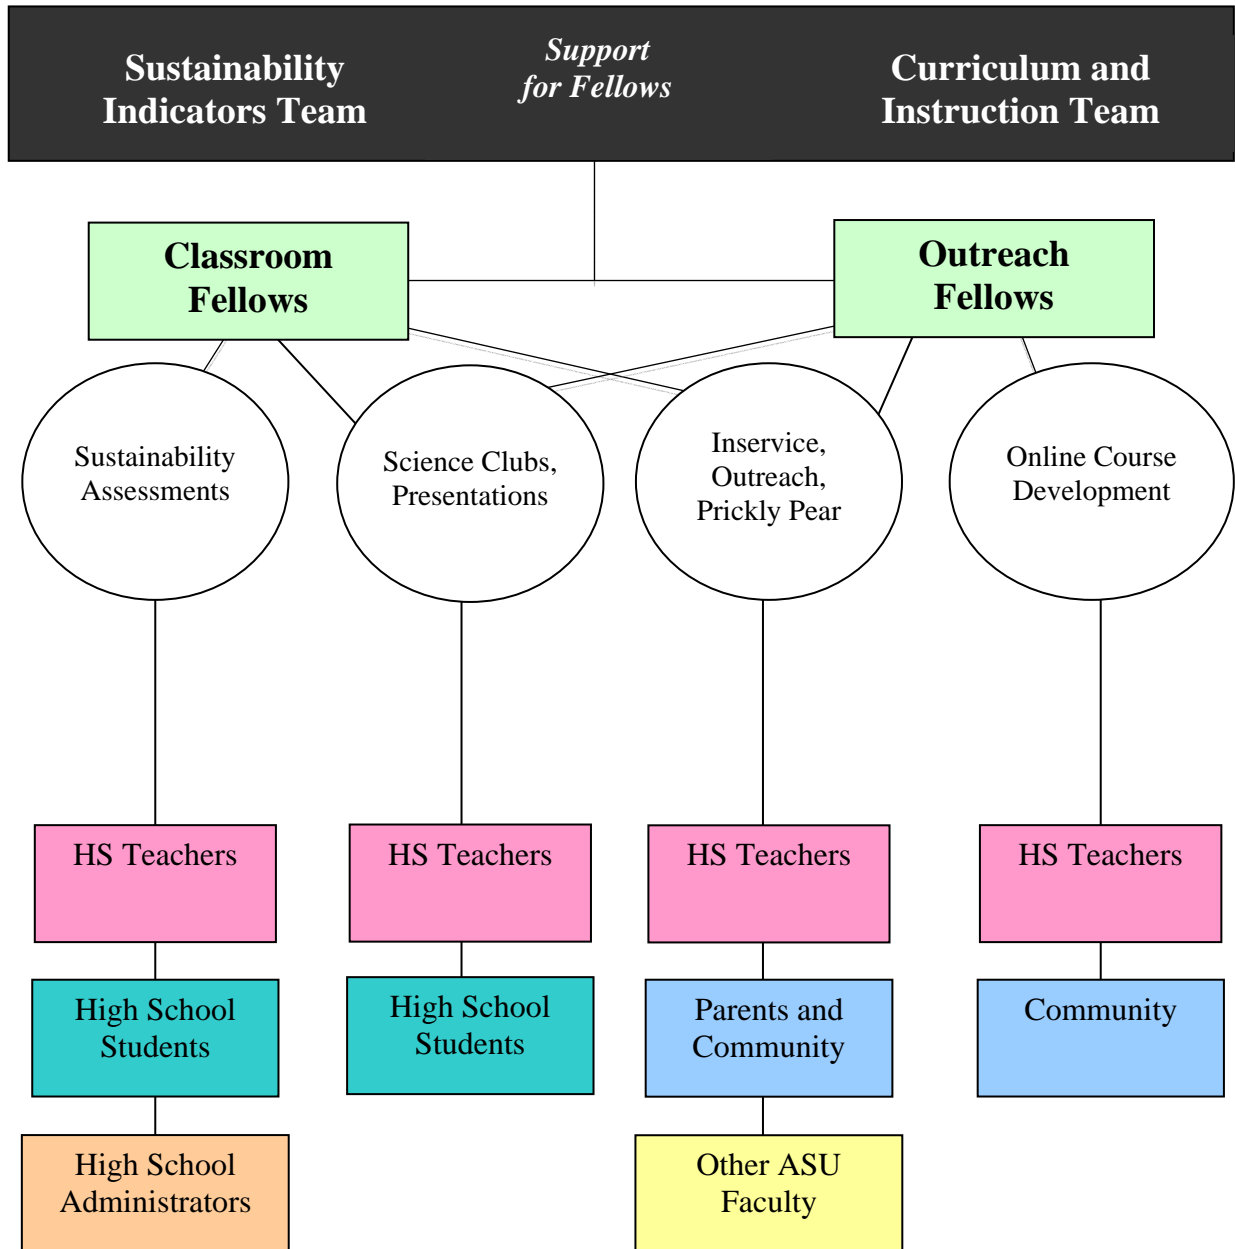 Sustainability
Indicators Team
Support
for Fellows
Curriculum and
Instruction Team
Classroom
Fellows
Outreach
Fellows
Sustainability
Assessments
Science Clubs,
Presentations
Inservice,
Outreach,
Prickly Pear
Online Course
Development
HS Teachers
HS Teachers
HS Teachers
HS Teachers
High School
Students
High School
Students
Parents and
Community
Community
High School
Administrators
Other ASU
Faculty